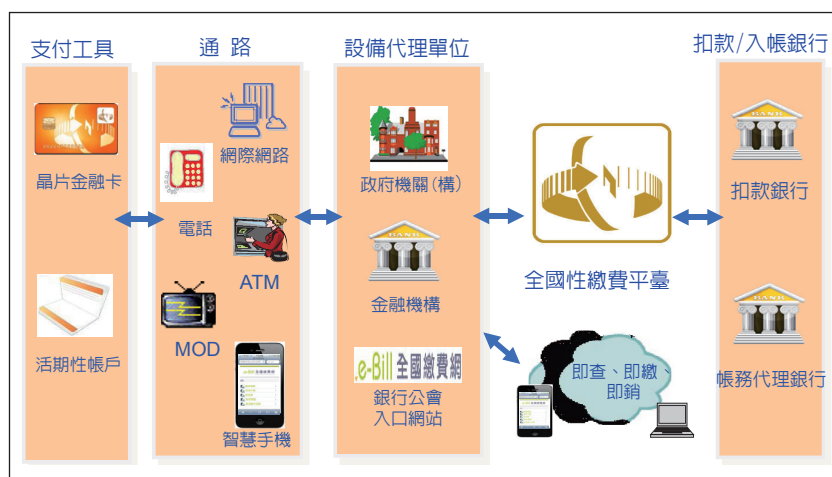 支付工具
晶片金融卡
活期性帳戶
通 路
網際網路
電話
ATM
MOD
智慧手機
設備代理單位
政府機關(構)
金融機構
e-Bill 全國繳費網
銀行公會
入口網站
全國性繳費平臺
即查、即繳、
即銷
扣款/入帳銀行
BANK
扣款銀行
BANK
帳務代理銀行